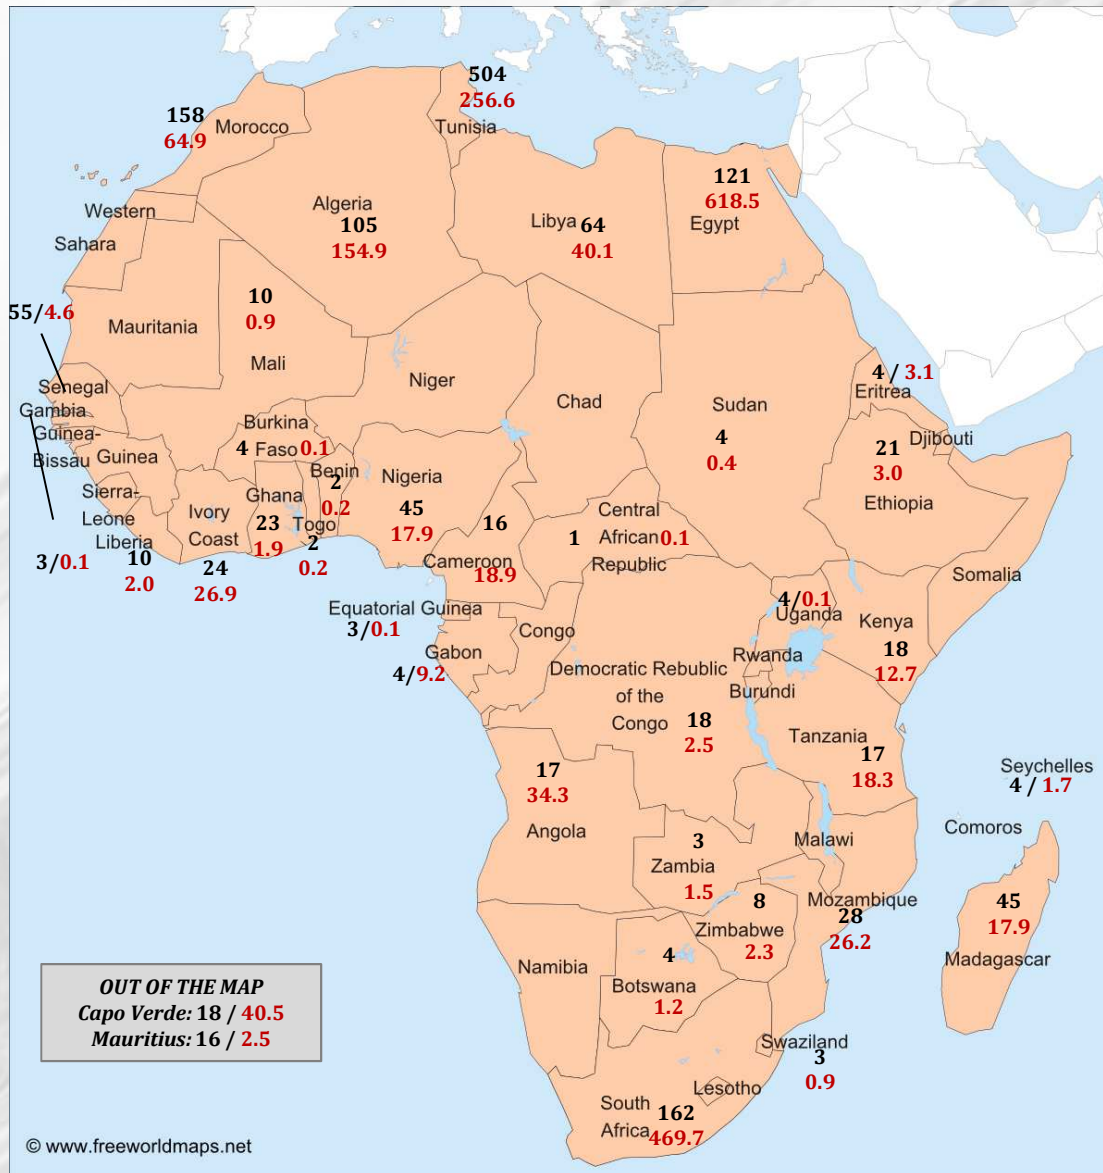 504
256.6
158
64.9
Morocco
Tunisia
121
618.5
Egypt
Algeria
105
154.9
Libya 64
40.1
Western
Sahara
55/4.6
Mauritania
10
0.9
Mali
Niger
Chad
Sudan
4
0.4
4 / 3.1
Eritrea
Senegal
Gambia
Guinea-
Bissau
Guinea
Burkina
4 Faso 0.1
Benin
2
0.2
Nigeria
45
17.9
Djibouti
21
3.0
Ethiopia
Sierra-
Leone
Liberia
10
2.0
3/0.1
Ivory
Coast
24
26.9
Ghana
23
1.9
Togo
2
0.2
16
Cameroon
18.9
Central
1 African 0.1
Republic
Somalia
Equatorial Guinea
3/0.1
Congo
Gabon
4/9.2
4/0.1
Uganda
Kenya
18
12.7
Rwanda
Burundi
Democratic Rebublic
of the
Congo
18
2.5
Tanzania
17
18.3
Seychelles
4 / 1.7
17
34.3
Angola
Comoros
3
Zambia
1.5
Malawi
Mozambique
28
26.2
8
Zimbabwe
2.3
45
17.9
Madagascar
Namibia
4
Botswana
1.2
OUT OF THE MAP
Capo Verde: 18 / 40.5
Mauritius: 16 / 2.5
Swaziland
3
0.9
Lesotho
South
Africa
162
469.7
© www.freeworldmaps.net